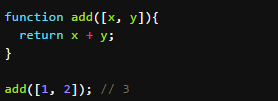 function add([x, y]){
  return x + y;
}

add([1, 2]); // 3